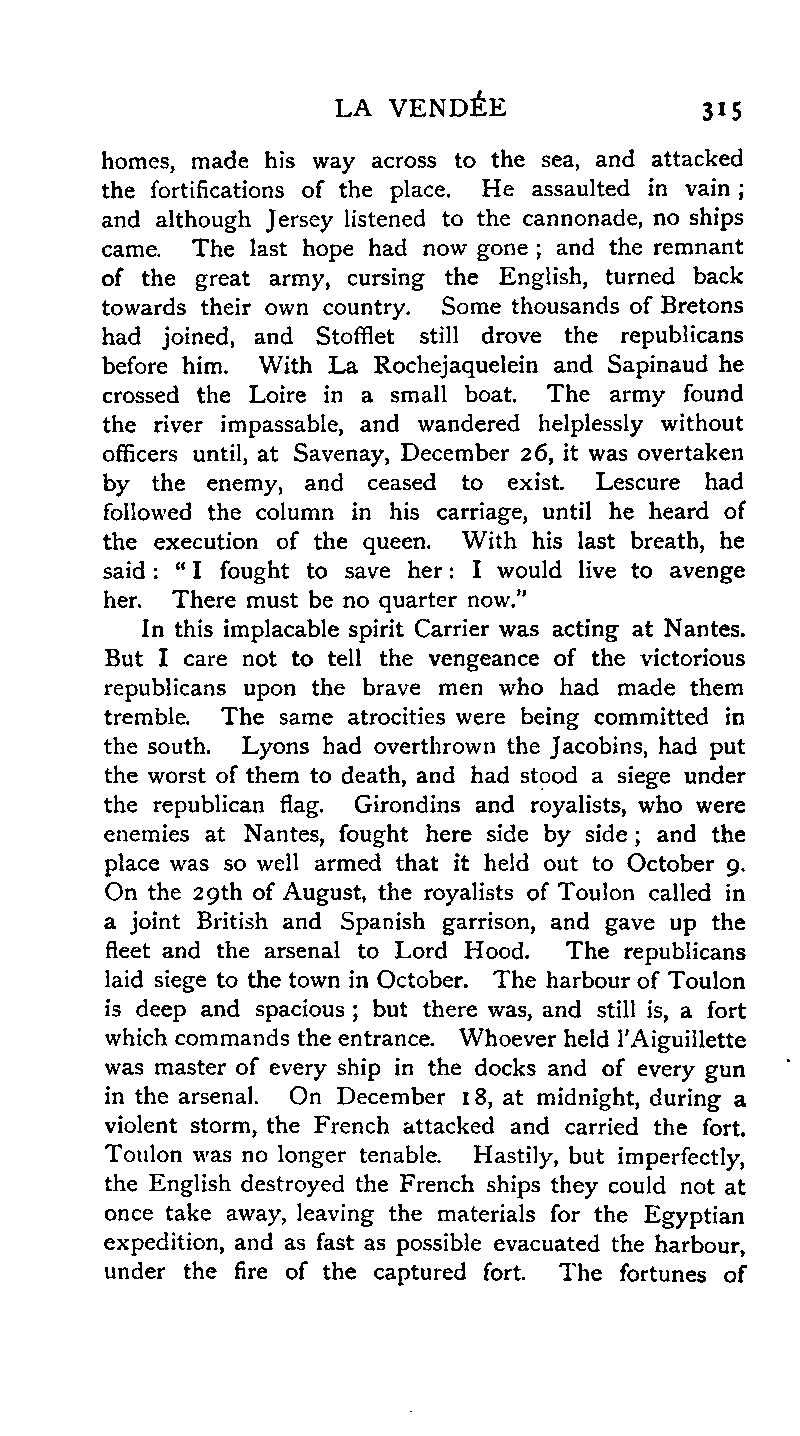 LA VENDÉE 315
homes, made his way across to the sea, and attacked
the fortifications of the place. He assaulted in vain ;
and although Jersey listened to the cannonade, no ships
came. The last hope had now gone ; and the remnant
of the great army, cursing the English, turned back
towards their own country. Some thousands of Bretons
had joined, and Stofflet still drove the republicans
before him. With La Rochejaquelein and Sapinaud he
crossed the Loire in a small boat. The army found
the river impassable, and wandered helplessly without
officers until, at Savenay, December 26, it was overtaken
by the enemy, and ceased to exist. Lescure had
followed the column in his carriage, until he heard of
the execution of the queen. With his last breath, he
said : " I fought to save her : I would live to avenge
her. There must be no quarter now."
In this implacable spirit Carrier was acting at Nantes.
But I care not to tell the vengeance of the victorious
republicans upon the brave men who had made them
tremble. The same atrocities were being committed in
the south. Lyons had overthrown the Jacobins, had put
the worst of them to death, and had stood a siege under
the republican flag. Girondins and royalists, who were
enemies at Nantes, fought here side by side ; and the
place was so well armed that it held out to October 9.
On the 29th of August, the royalists of Toulon called in
a joint British and Spanish garrison, and gave up the
fleet and the arsenal to Lord Hood. The republicans
laid siege to the town in October. The harbour of Toulon
is deep and spacious ; but there was, and still is, a fort
which commands the entrance. Whoever held l'Aiguillette
was master of every ship in the docks and of every gun
in the arsenal. On December 18, at midnight, during a
violent storm, the French attacked and carried the fort.
Toulon was no longer tenable. Hastily, but imperfectly,
the English destroyed the French ships they could not at
once take away, leaving the materials for the Egyptian
expedition, and as fast as possible evacuated the harbour,
under the fire of the captured fort. The fortunes of